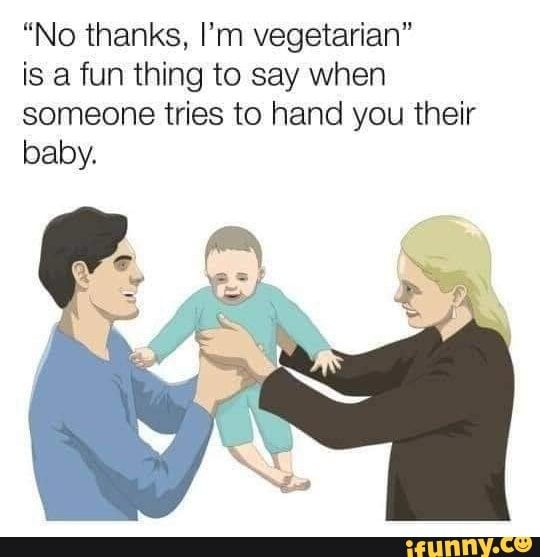 “No thanks, I’m vegetarian”
is a fun thing to say when
someone tries to hand you their
baby.
ifunny.co